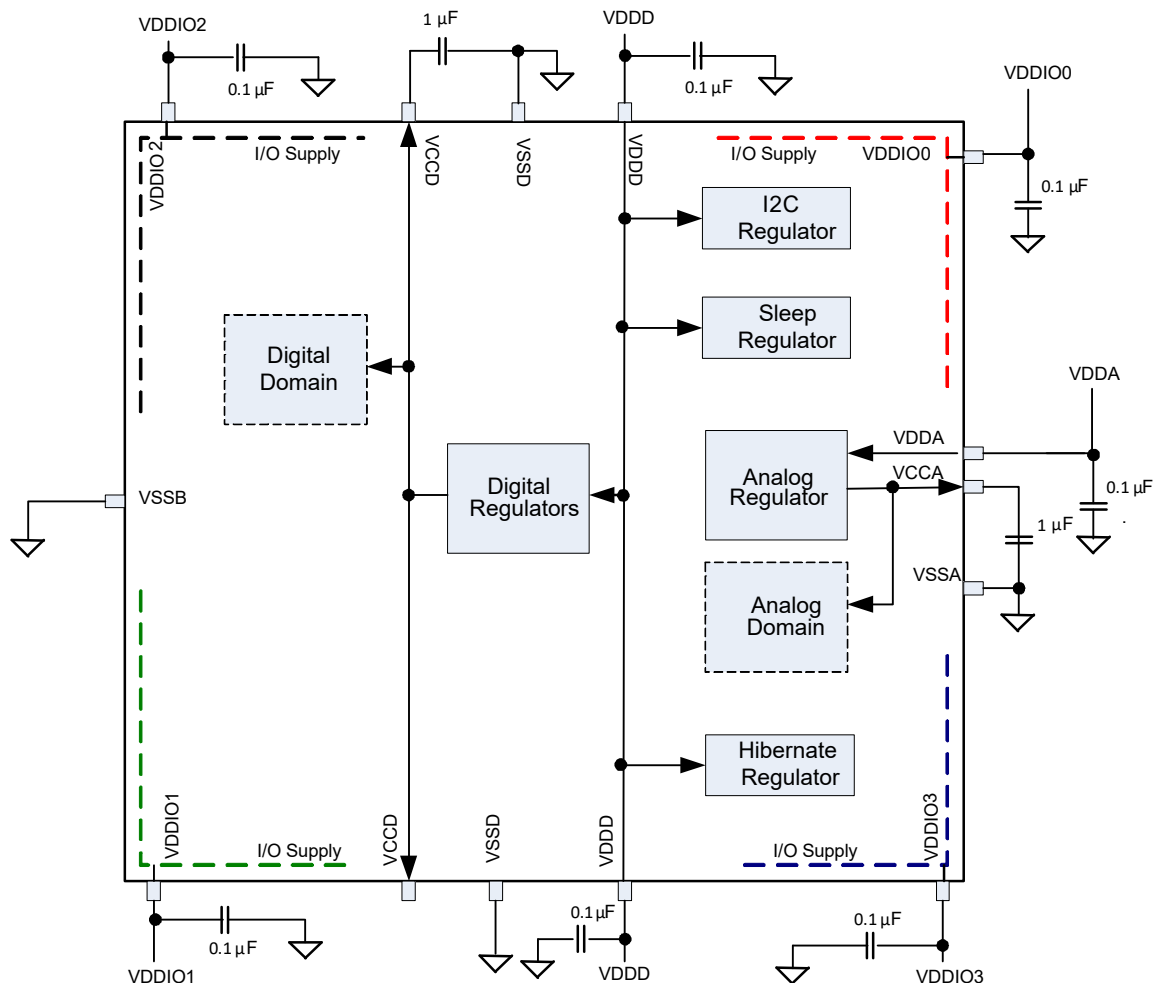 VDDIO2
1 µF
VDDD
0.1 µF
0.1 µF
VDDIO0
0.1 µF
I/O Supply
VDDIO 2
VCCD
VSSD
VDDD
I/O Supply
VDDIO0
I2C
Regulator
Sleep
Regulator
Digital
Domain
VDDA
VDDA
VCCA
Analog
Regulator
Digital
Regulators
0.1 µF
.
1 µF
VSSB
VSSA
Analog
Domain
Hibernate
Regulator
VDDIO1
I/O Supply
VCCD
VSSD
VDDD
I/O Supply
VDDIO3
0.1 µF
0.1 µF
0.1 µF
VDDIO1
VDDD
VDDIO3